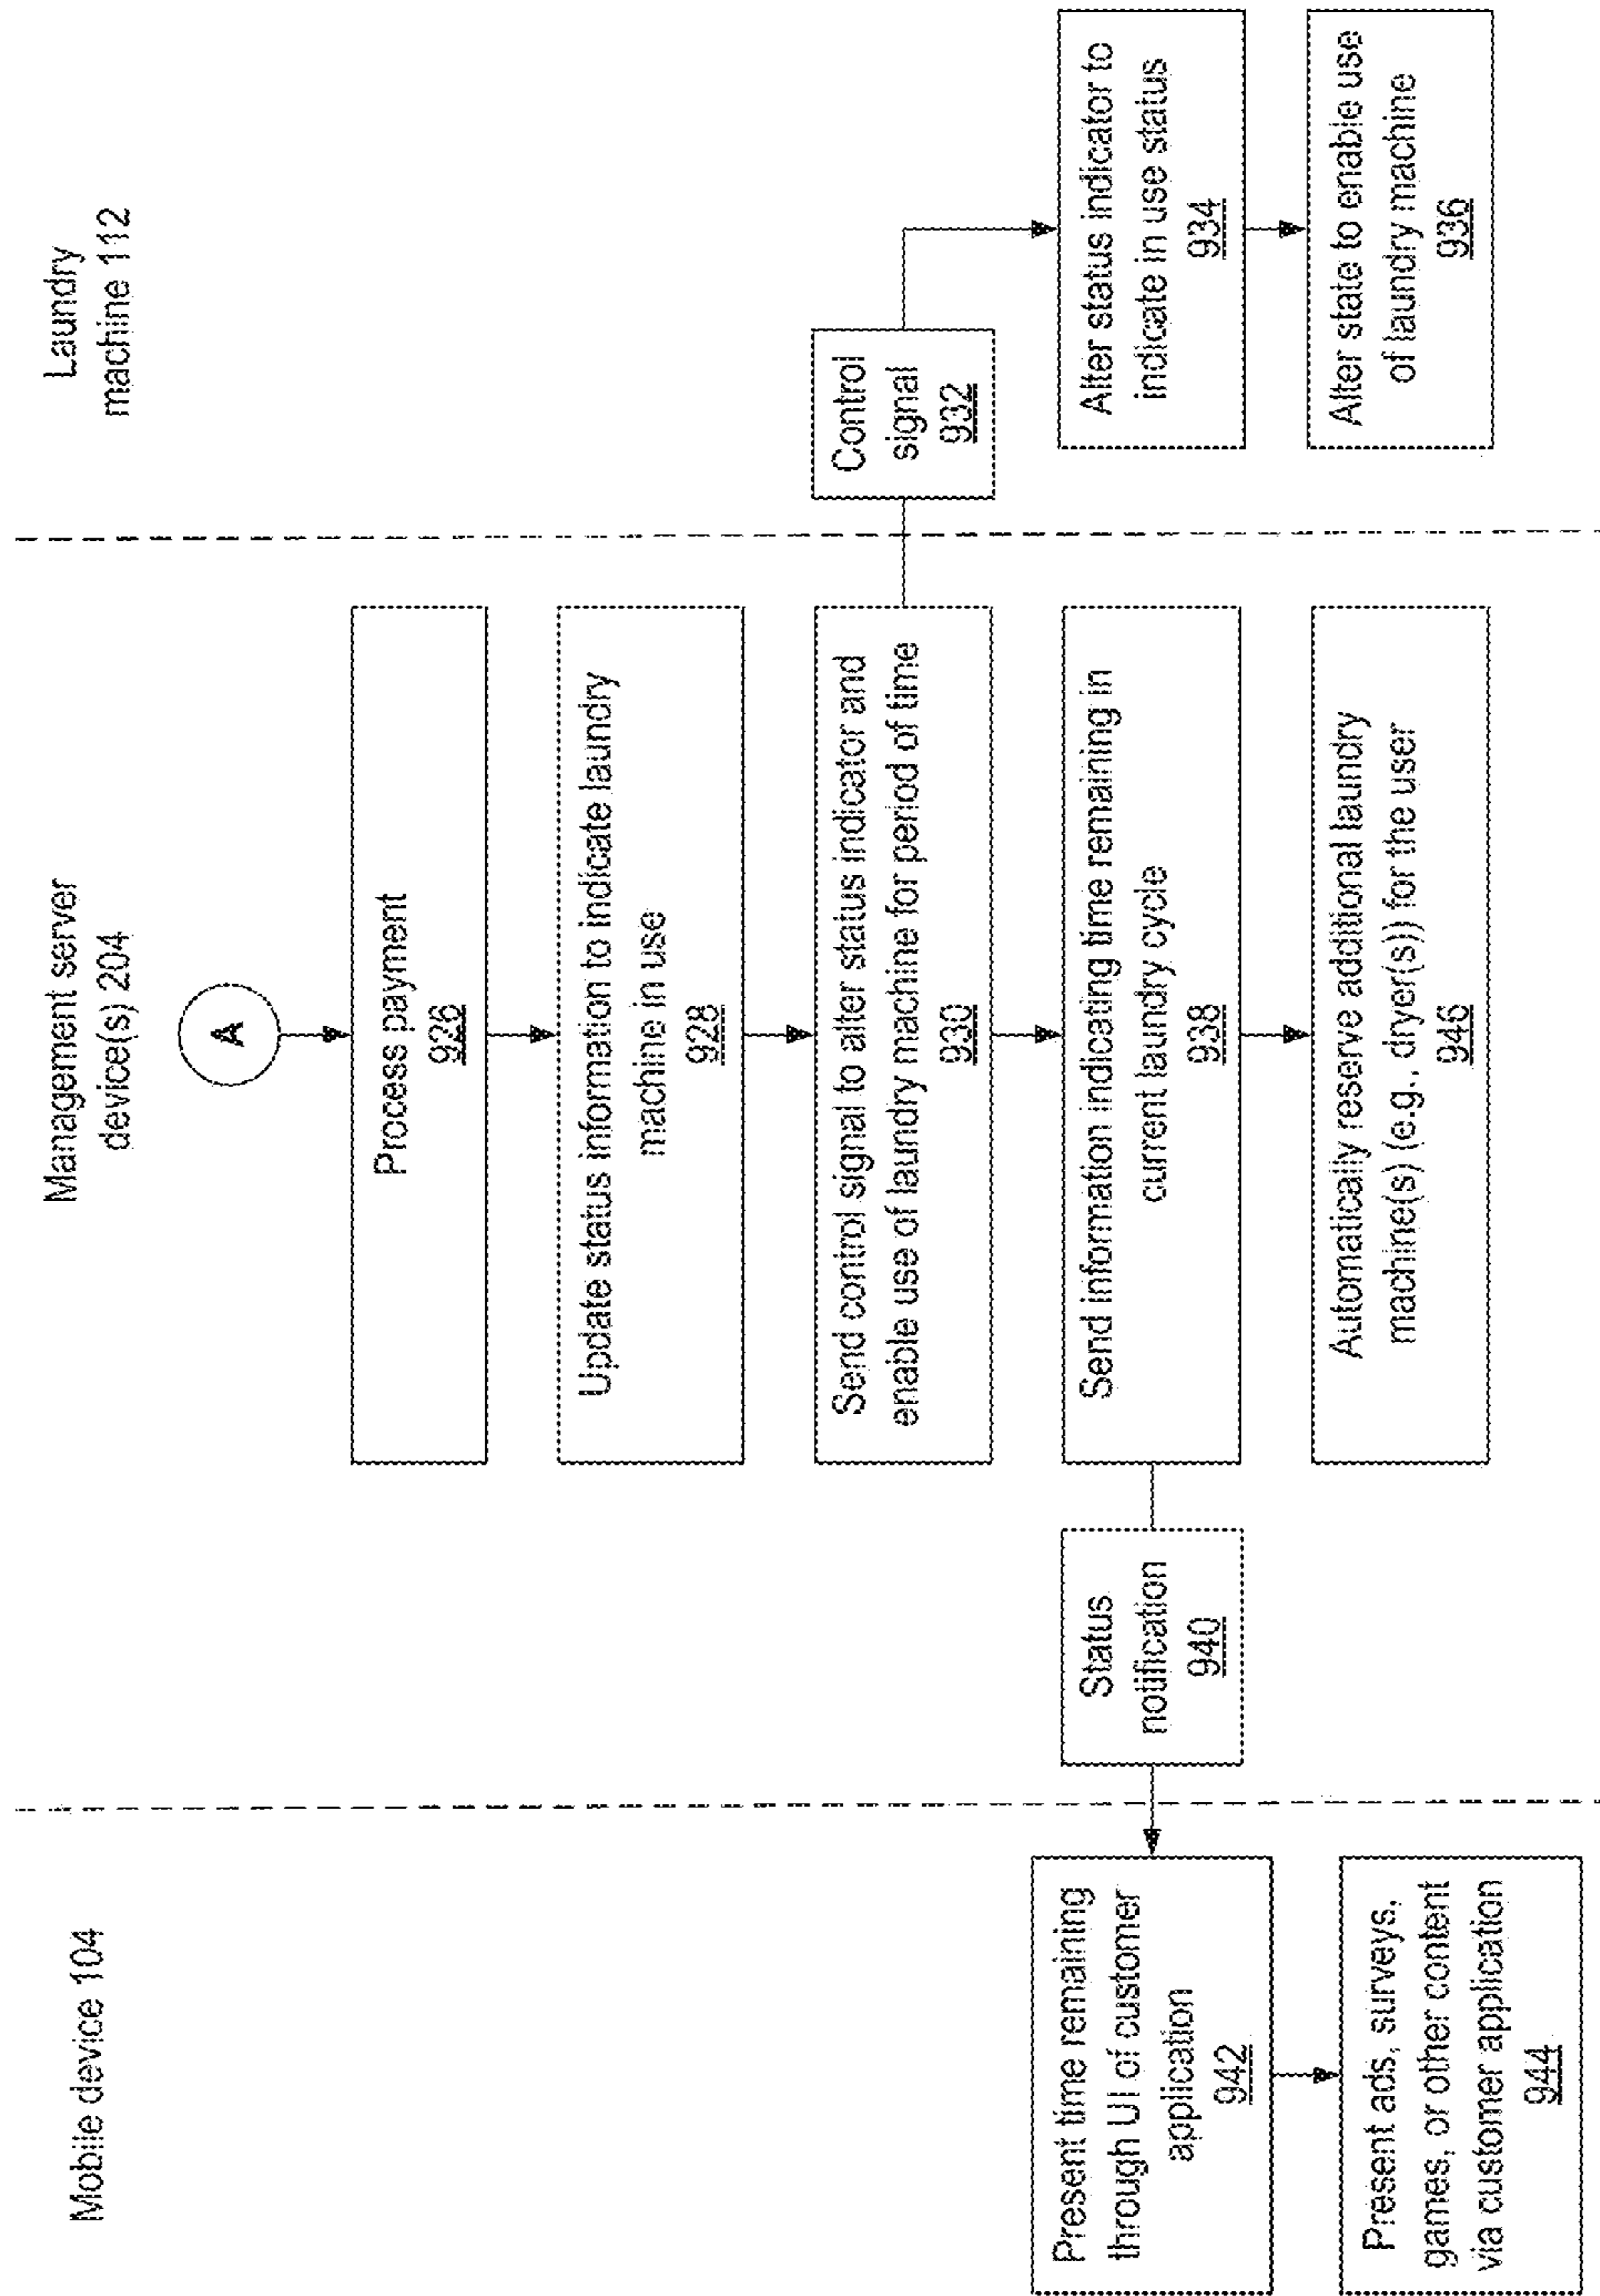 Mobile device 104
Management server
device(s) 204
Laundry
machine 112
A
Process payment
926
Update status information to indicate laundry
machine in use
928
Send control signal to alter status indicator and
enable use of laundry machine for period of time
930
Control
signal
932
Alter status indicator to
indicate in use status
934
Alter state to enable use
of laundry machine
936
Send information indicating time remaining in
current laundry cycle
938
Status
notification
940
Present time remaining
through UI of customer
application
942
Present ads, surveys,
games, or other content
via customer application
944
Automatically reserve additional laundry
machine(s) (e.g., dryer(s)) for the user
946